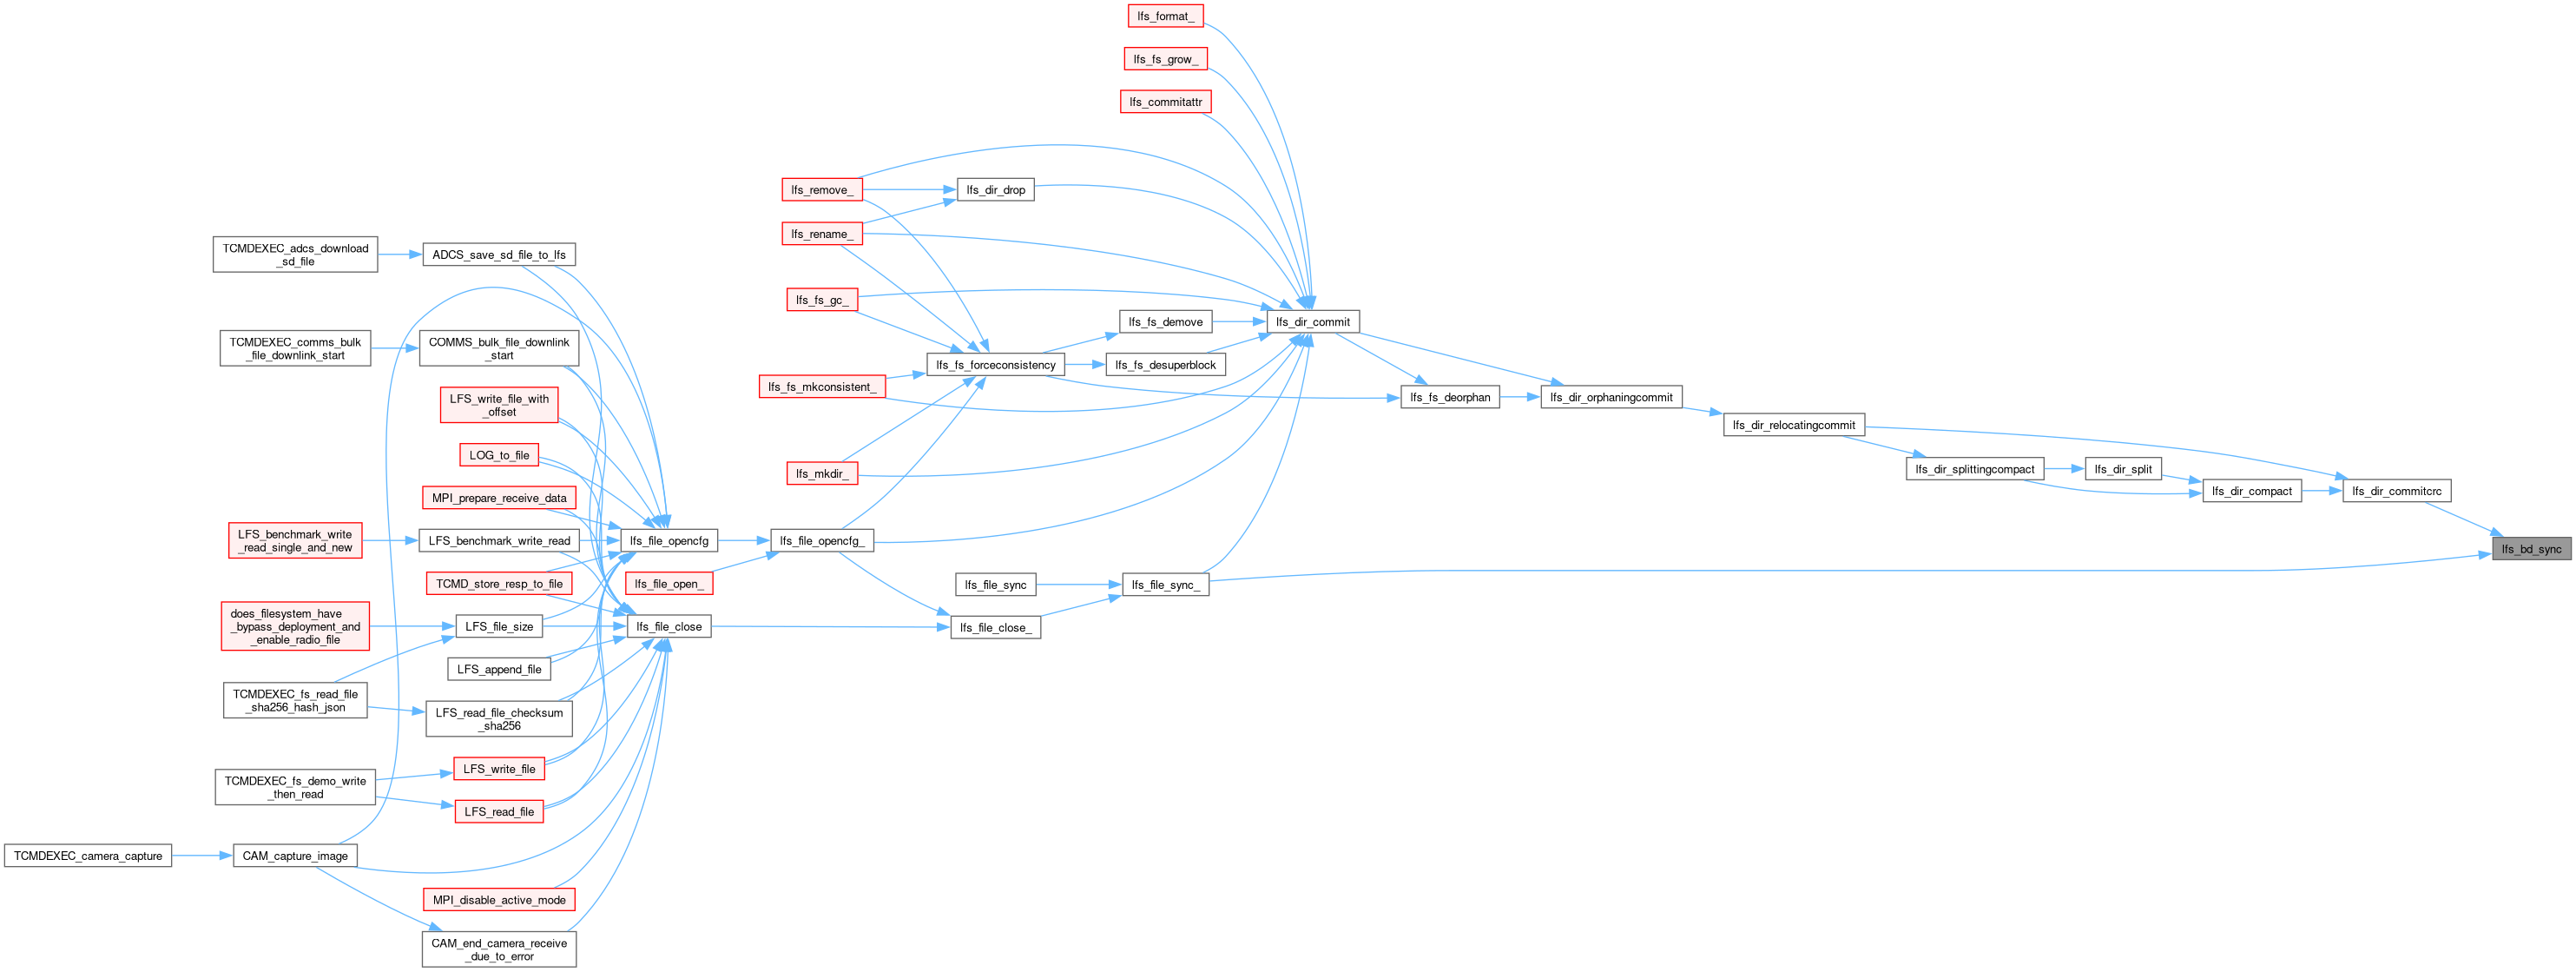 lfs_format_
lfs_fs_grow_
lfs_commitattr
lfs_remove_
lfs_dir_drop
lfs_rename_
TCMDEXEC_adcs_download
_sd_file
ADCS_save_sd_file_to_lfs
lfs_fs_gc_
lfs_fs_demove
lfs_dir_commit
TCMDEXEC_comms_bulk
_file_downlink_start
COMMS_bulk_file_downlink
_start
lfs_fs_forceconsistency
lfs_fs_desuperblock
lfs_fs_mkconsistent_
lfs_fs_deorphan
lfs_dir_orphaningcommit
LFS_write_file_with
_offset
lfs_dir_relocatingcommit
LOG_to_file
lfs_mkdir_
lfs_dir_splittingcompact
lfs_dir_split
lfs_dir_compact
lfs_dir_commitcrc
MPI_prepare_receive_data
LFS_benchmark_write
_read_single_and_new
LFS_benchmark_write_read
lfs_file_opencfg
lfs_file_opencfg_
lfs_bd_sync
TCMD_store_resp_to_file
lfs_file_open_
lfs_file_sync
lfs_file_sync_
does_filesystem_have
_bypass_deployment_and
_enable_radio_file
LFS_file_size
lfs_file_close
lfs_file_close_
LFS_append_file
TCMDEXEC_fs_read_file
_sha256_hash_json
LFS_read_file_checksum
_sha256
LFS_write_file
TCMDEXEC_fs_demo_write
_then_read
LFS_read_file
TCMDEXEC_camera_capture
CAM_capture_image
MPI_disable_active_mode
CAM_end_camera_receive
_due_to_error